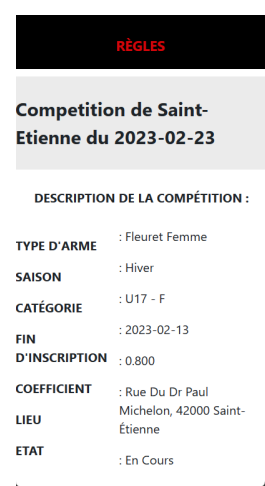 RÈGLES
Competition de Saint-
Etienne du 2023-02-23
DESCRIPTION DE LA COMPÉTITION :
TYPE D'ARME
SAISON
CATÉGORIE
FIN
D'INSCRIPTION
COEFFICIENT
LIEU
ETAT
: Fleuret Femme
: Hiver
: U17 - F
: 2023-02-13
: 0.800
: Rue Du Dr Paul
Michelon, 42000 Saint-
Étienne
: En Cours